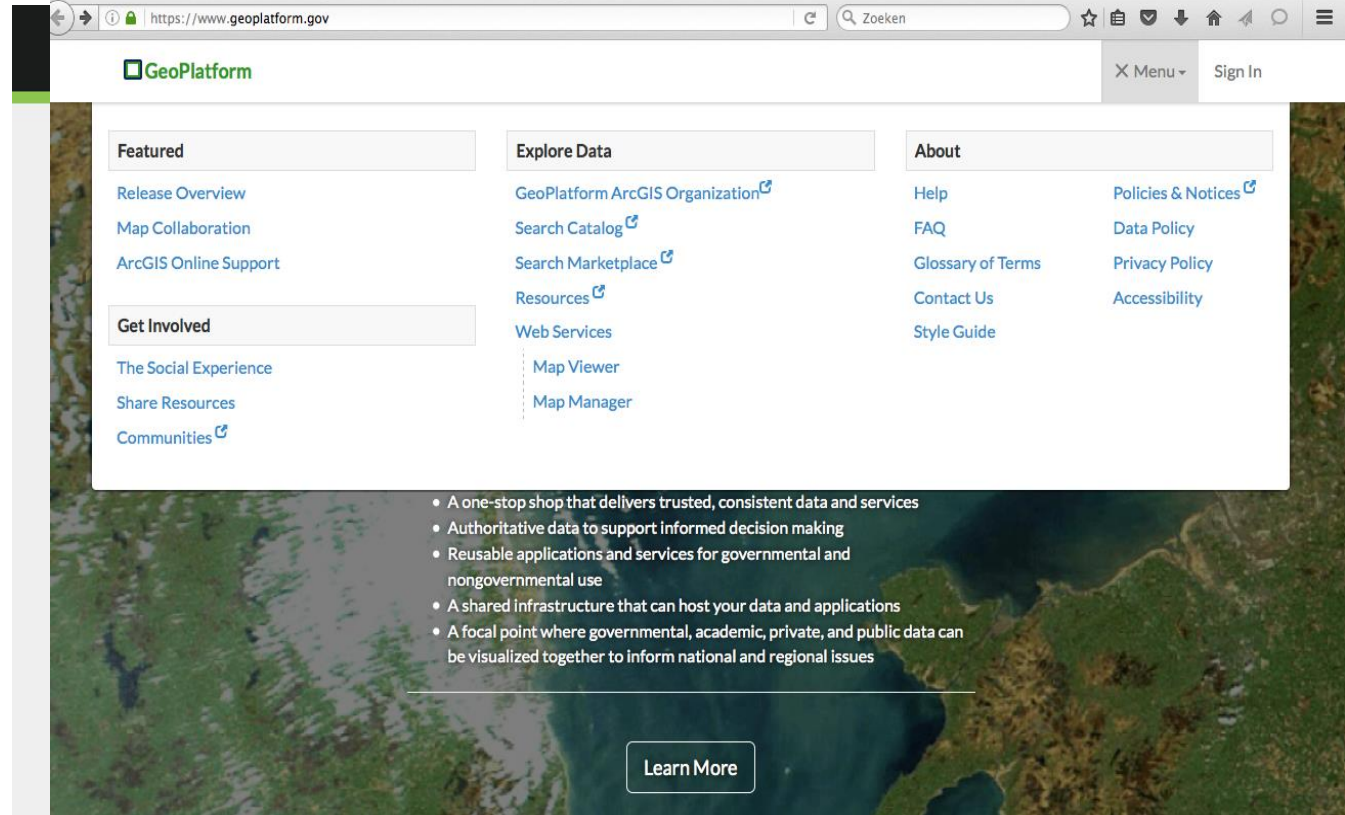 https://www.geoplatform.gov
Zoeken
GeoPlatform
Menu
Sign In
Featured
Release Overview
Map Collaboration
ArcGIS Online Support
Get Involved
The Social Experience
Share Resources
Communities
Explore Data
GeoPlatform ArcGIS Organization
Search Catalog
Search Marketplace
Resources
Web Services
Map Viewer
Map Manager
About
Help
FAQ
Glossary of Terms
Contact Us
Style Guide
Policies & Notices
Data Policy
Privacy Policy
Accessibility
• A one-stop shop that delivers trusted, consistent data and services
• Authoritative data to support informed decision making
• Reusable applications and services for governmental and
nongovernmental use
• A shared infrastructure that can host your data and applications
• A focal point where governmental, academic, private, and public data can
be visualized together to inform national and regional issues
Learn More